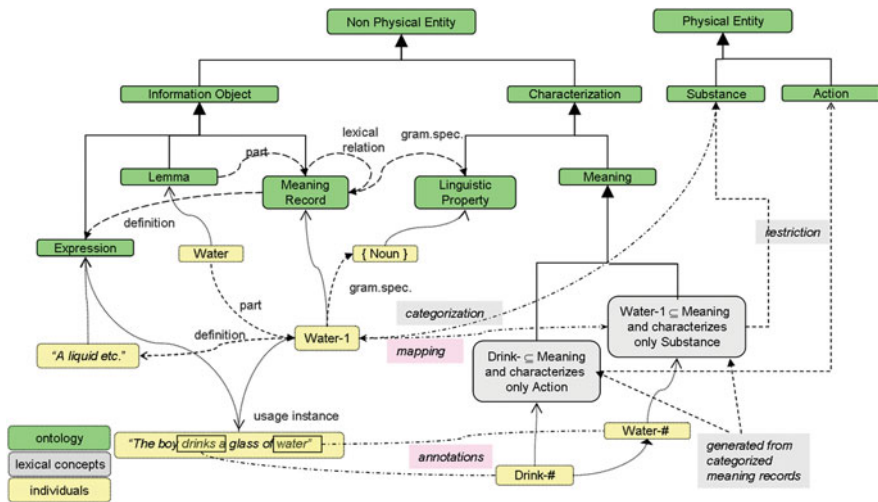 Non Physical Entity
Physical Entity
Information Object
Characterization
Substance
Action
lexical
relation
gram.spec.
part
Lemma
Meaning
Record
Linguistic
Property
Meaning
definition
restriction
Expression
Water
{ Noun }
gram.spec.
part
categorization
Water-1 ⊆ Meaning
and characterizes
only Substance
definition
Water-1
"A liquid etc."
mapping
Drink- ⊆ Meaning
and characterizes
only Action
usage instance
ontology
"The boy drinks a glass of water"
Water-#
generated from
categorized
meaning records
lexical concepts
annotations
individuals
Drink-#